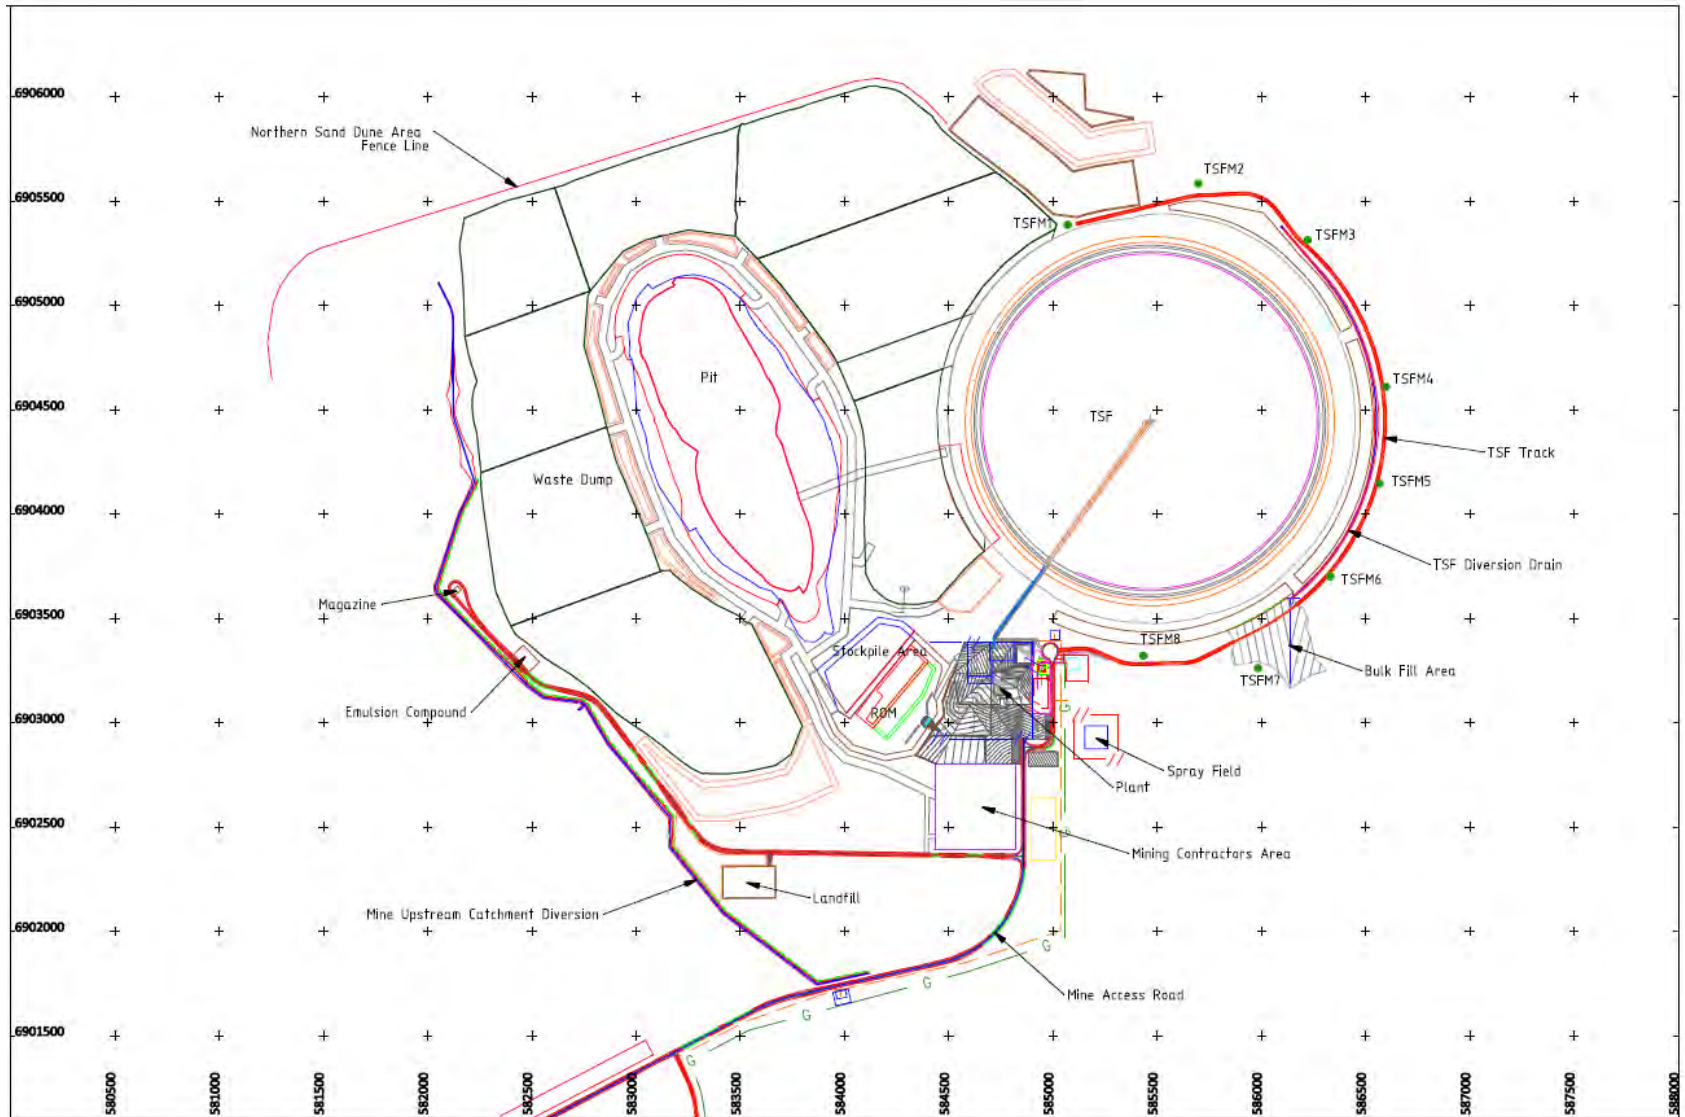 6906000
Northern Sand Dune Area
Fence Line
TSFM2
6905500
TSFM1
TSFM3
6905000
Pit
TSFM4
6904500
TSF
TSF Track
Waste Dump
TSFM5
6904000
TSF Diversion Drain
TSFM6
Magazine
6903500
TSFM8
Stockpile Area
Bulk Fill Area
TSFM7
Emulsion Compound
ROM
G
6903000
Spray Field
Plant
6902500
G
Mining Contractors Area
Landfill
Mine Upstream Catchment Diversion
6902000
G
G
Mine Access Road
G
6901500
G
580500
581000
581500
582000
582500
583000
583500
584000
584500
585000
585500
586000
586500
587000
587500
588000